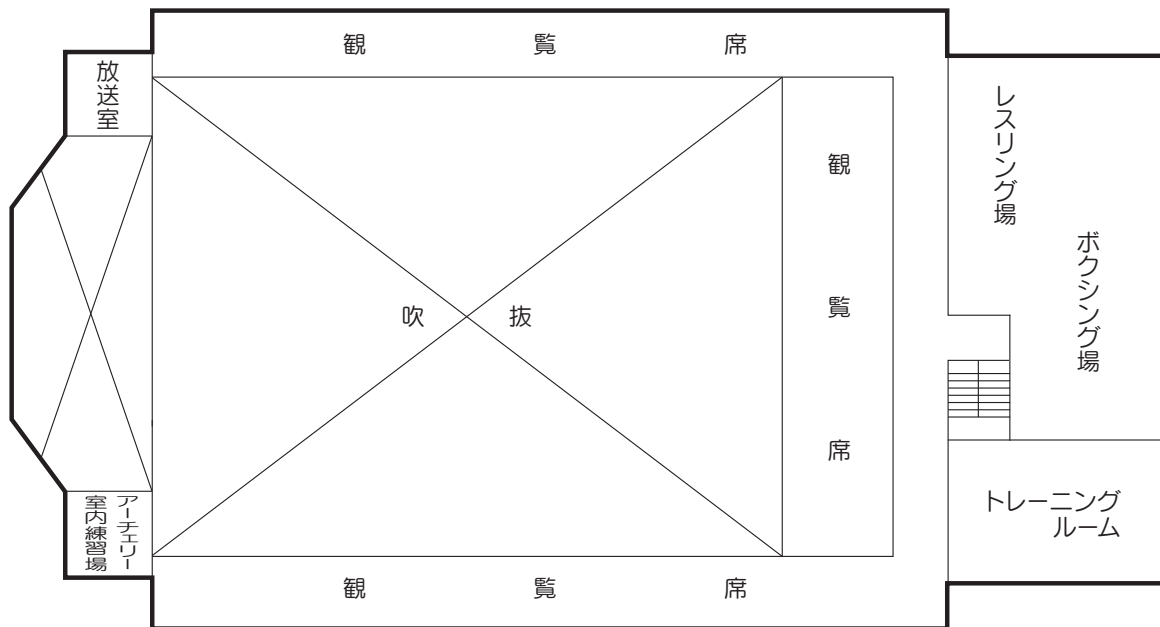 観覧席
放送室
レスリング場
観覧席
ボクシング場
吹抜
アーチェリー
室内練習場
トレーニング
ルーム
観覧席